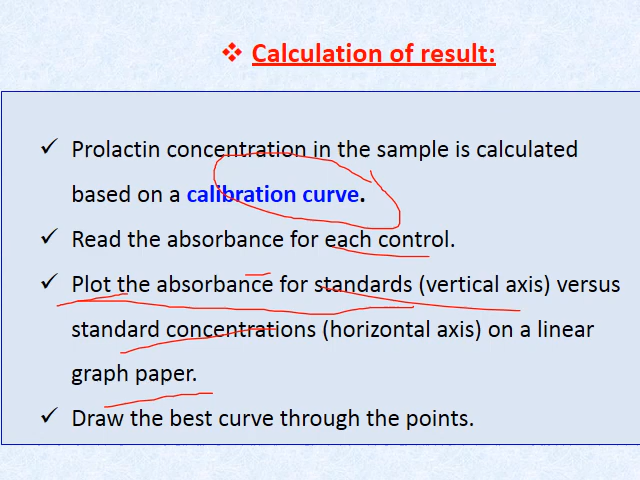 ❖ Calculation of result:
✓ Prolactin concentration in the sample is calculated
based on a calibration curve.
✓ Read the absorbance for each control.
✓ Plot the absorbance for standards (vertical axis) versus
standard concentrations (horizontal axis) on a linear
graph paper.
✓ Draw the best curve through the points.